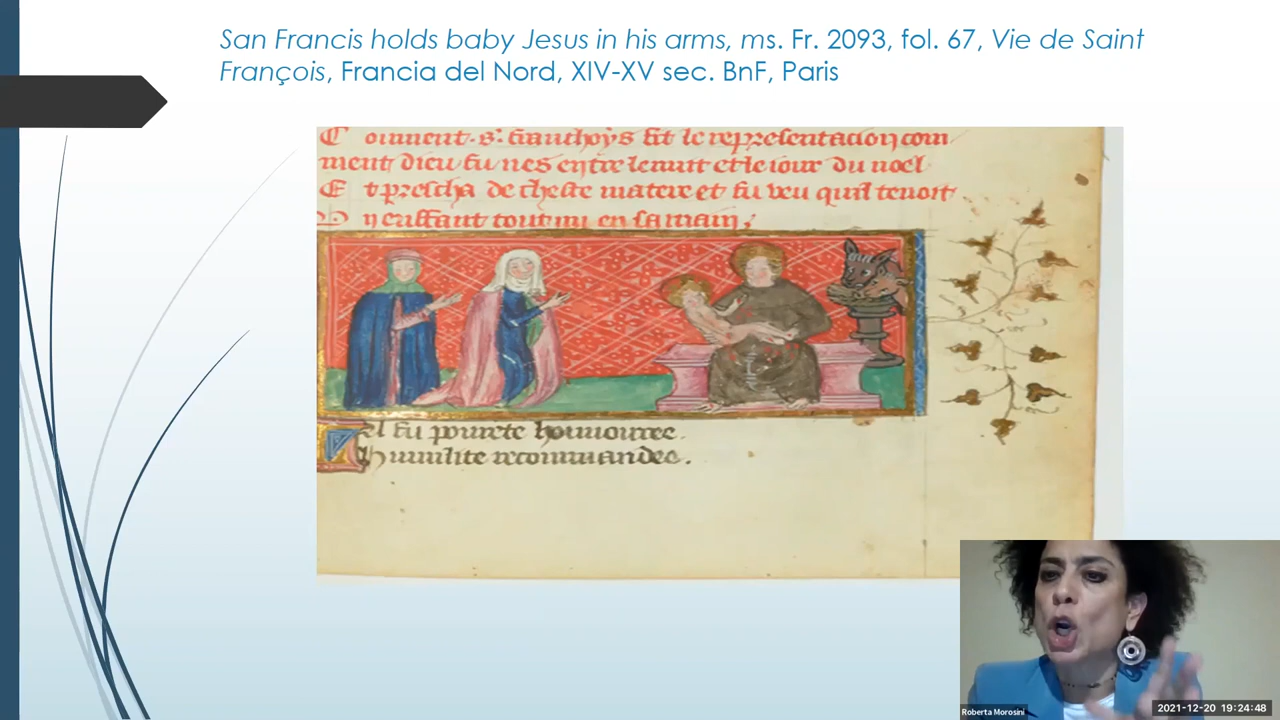 San Francis holds baby Jesus in his arms, ms. Fr. 2093, fol. 67, Vie de Saint
François, Francia del Nord, XIV-XV sec. BnF, Paris
Comment. s. franchoys fit le representacion com
ment dieu fu nes entre le nuit et le iour du noel
Et prescha de cheste matere et fu veu quil tenoit
enffant tout nu en sa main
el fu pourete honnouree.
humilite recommandee.
Roberta Morosini
2021-12-20 19:24:48